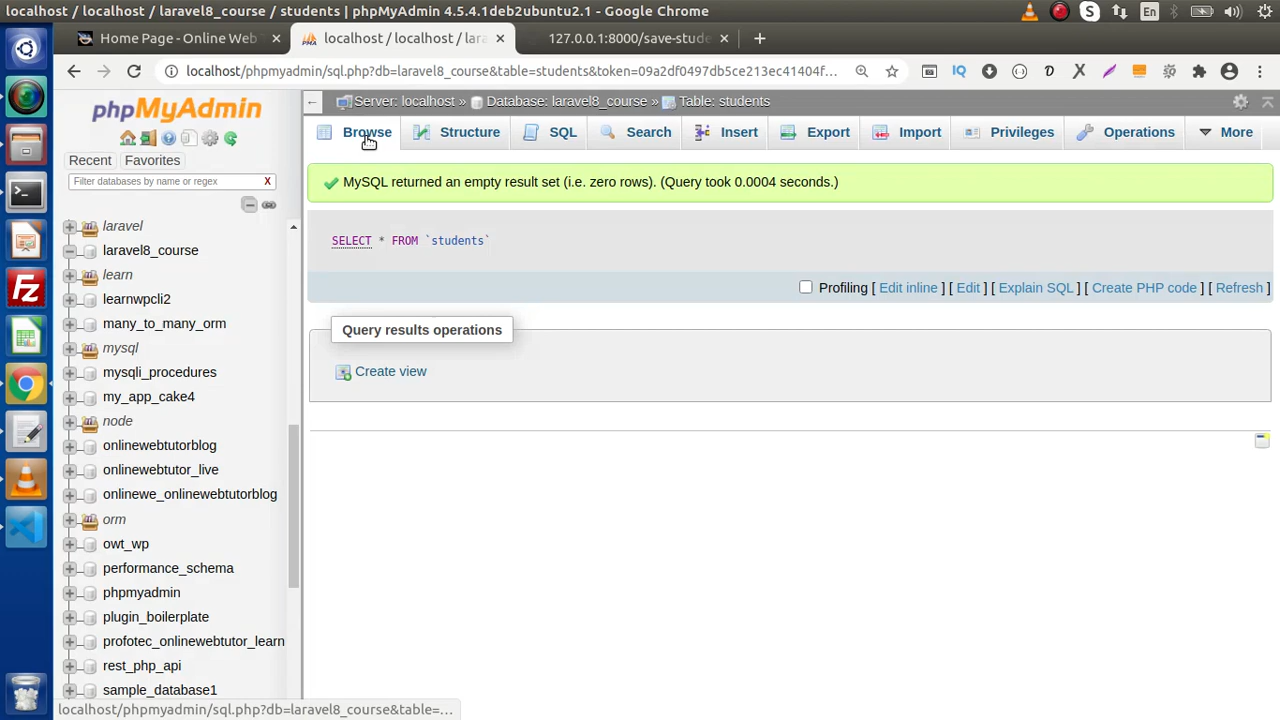 localhost / localhost / laravel8_course / students | phpMyAdmin 4.5.4.1deb2ubuntu2.1 - Google Chrome
En
Home Page - Online Web
localhost / localhost / lara
127.0.0.1:8000/save-stude
localhost/phpmyadmin/sql.php?db=laravel8_course&table=students&token=09a2df0497db5ce213ec41404f...
phpMyAdmin
Recent
Favorites
Filter databases by name or regex
X
laravel
laravel8_course
learn
learnwpcli2
many_to_many_orm
mysql
mysqli_procedures
my_app_cake4
node
onlinewebtutorblog
onlinewebtutor_live
onlinewe_onlinewebtutorblog
orm
owt_wp
performance_schema
phpmyadmin
plugin_boilerplate
profotec_onlinewebtutor_learn
rest_php_api
sample_database1
Server: localhost » Database: laravel8_course » Table: students
Browse
Structure
SQL
Search
Insert
Export
Import
Privileges
Operations
More
MySQL returned an empty result set (i.e. zero rows). (Query took 0.0004 seconds.)
SELECT * FROM `students`
Profiling [ Edit inline ] [ Edit ] [ Explain SQL ] [ Create PHP code ] [ Refresh ]
Query results operations
Create view
localhost/phpmyadmin/sql.php?db=laravel8_course&table=...